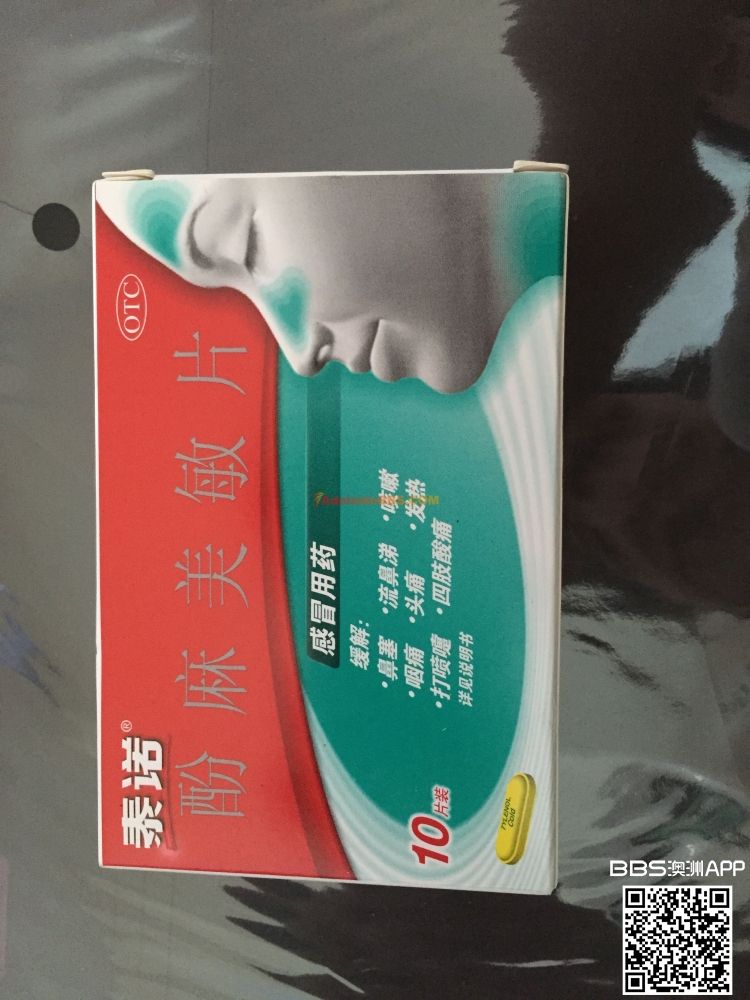 泰诺®
OTC
酚麻美敏片
感冒用药
缓解：
·鼻塞 ·流鼻涕 ·咳嗽
·咽痛 ·头痛 ·发热
·打喷嚏 ·四肢酸痛
详见说明书
10片装
TYLENOL
Cold
BBS澳洲APP